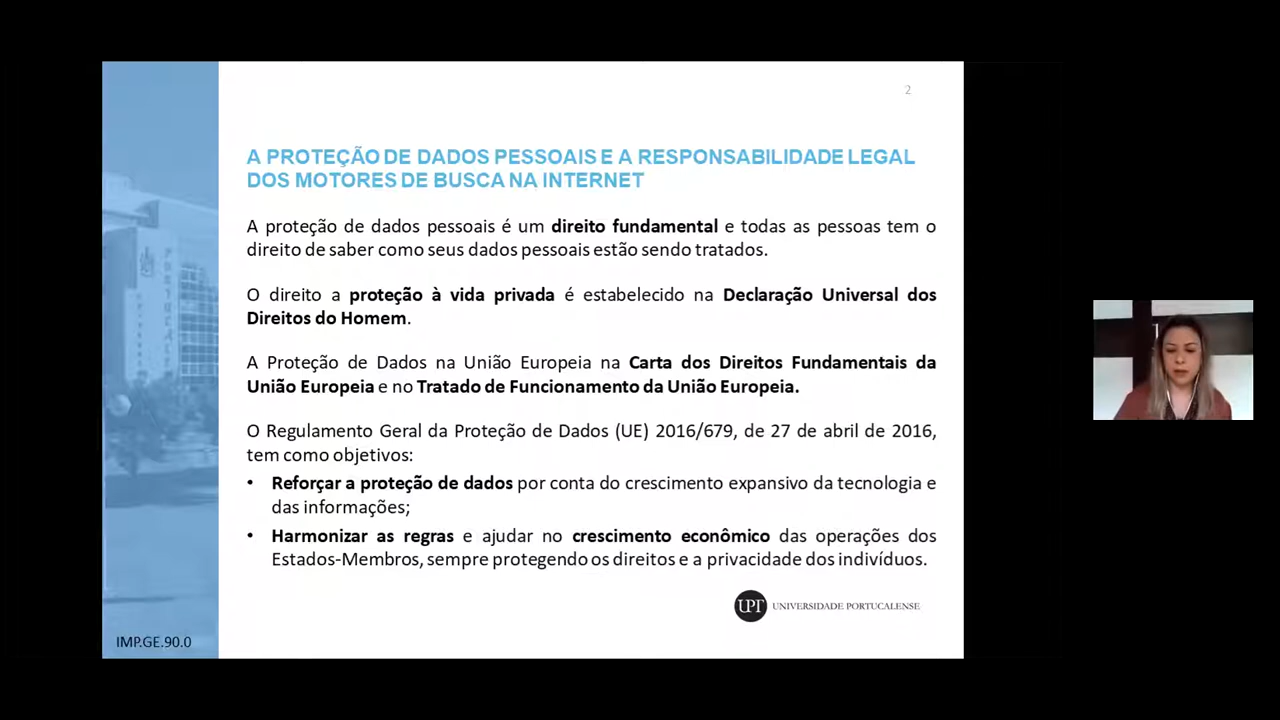 2
A PROTEÇÃO DE DADOS PESSOAIS E A RESPONSABILIDADE LEGAL
DOS MOTORES DE BUSCA NA INTERNET
A proteção de dados pessoais é um direito fundamental e todas as pessoas tem o
direito de saber como seus dados pessoais estão sendo tratados.
O direito a proteção à vida privada é estabelecido na Declaração Universal dos
Direitos do Homem.
A Proteção de Dados na União Europeia na Carta dos Direitos Fundamentais da
União Europeia e no Tratado de Funcionamento da União Europeia.
O Regulamento Geral da Proteção de Dados (UE) 2016/679, de 27 de abril de 2016,
tem como objetivos:
• Reforçar a proteção de dados por conta do crescimento expansivo da tecnologia e
das informações;
• Harmonizar as regras e ajudar no crescimento econômico das operações dos
Estados-Membros, sempre protegendo os direitos e a privacidade dos indivíduos.
UPT UNIVERSIDADE PORTUCALENSE
IMP.GE.90.0